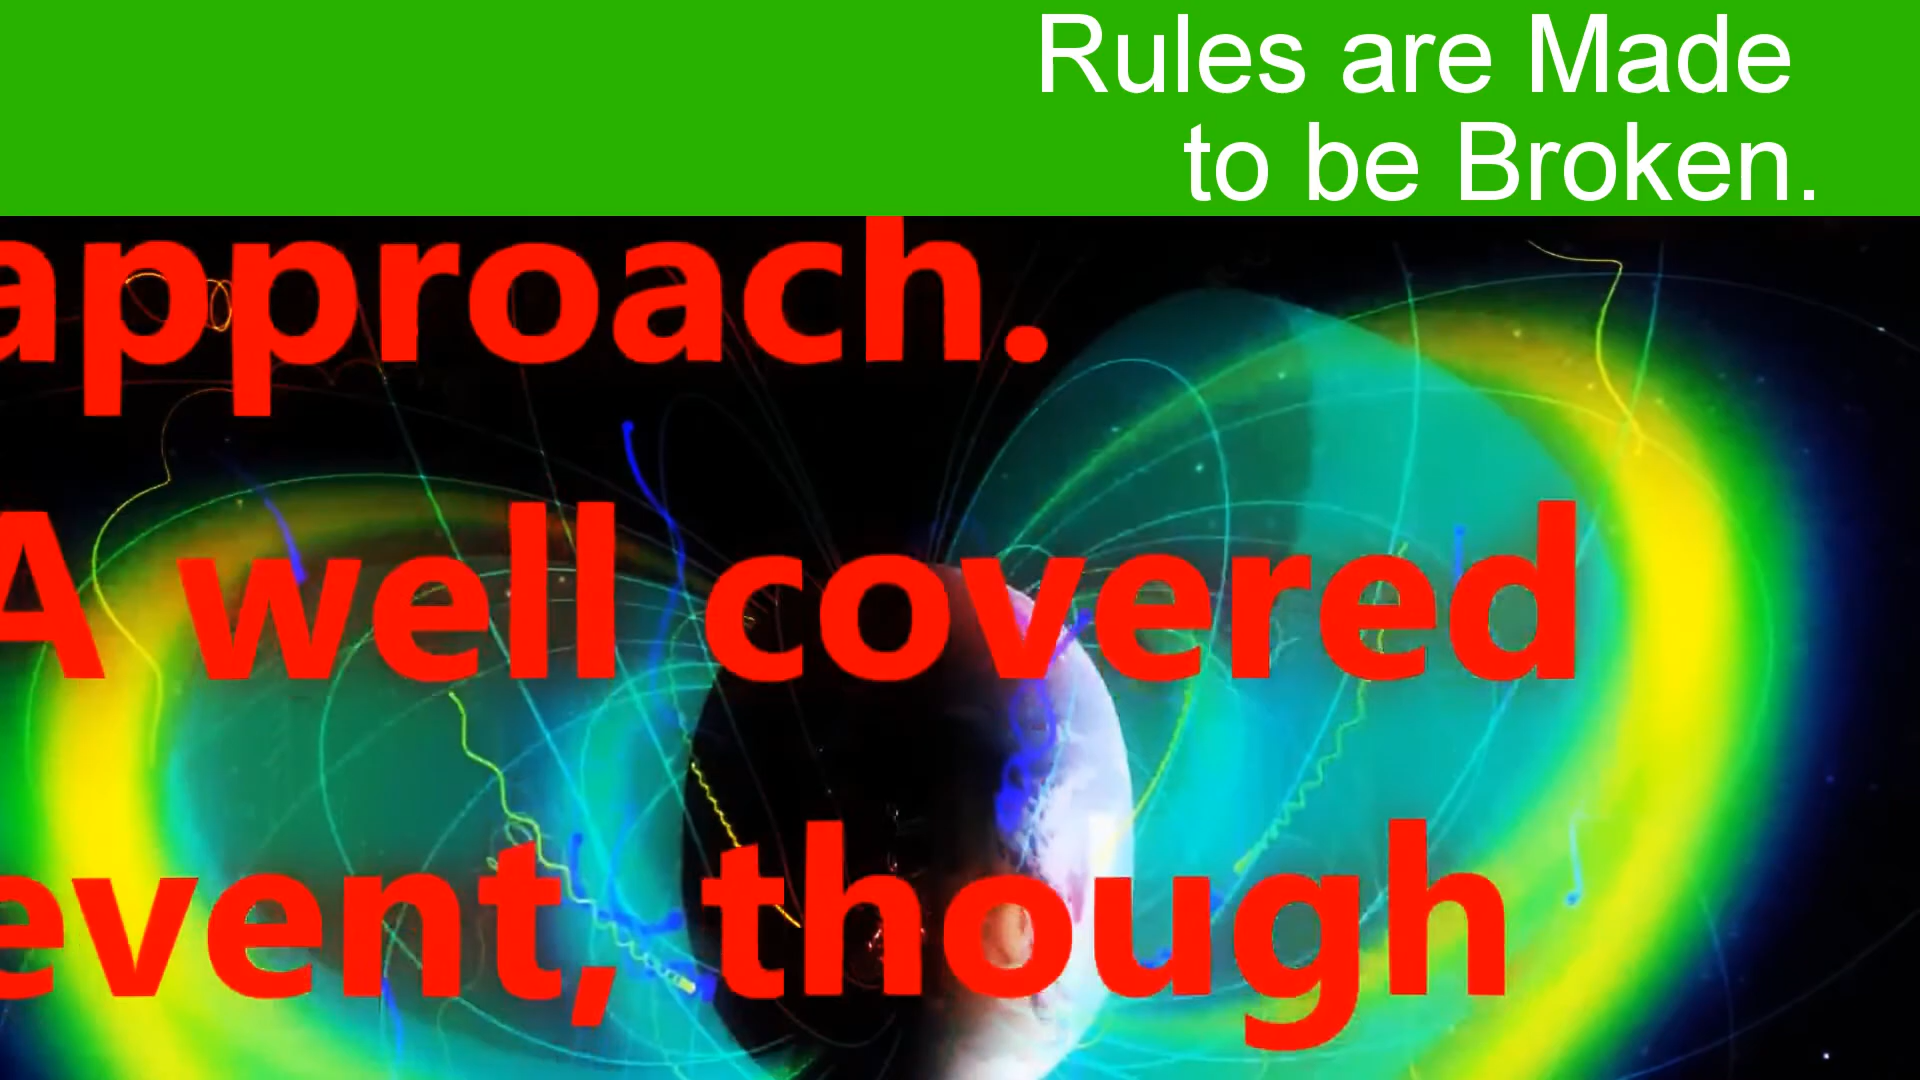 Rules are Made
to be Broken.
approach.
A well covered
event, though